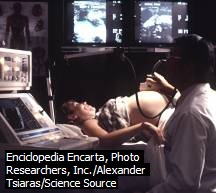 Enciclopedia Encarta, Photo
Researchers, Inc./Alexander
Tsiaras/Science Source